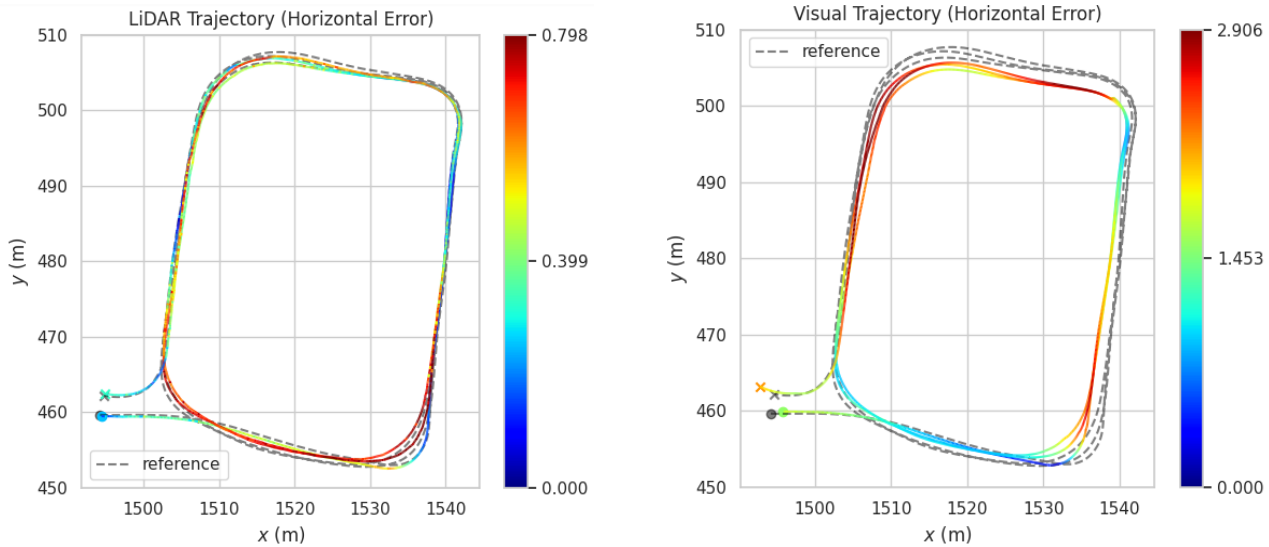 LiDAR Trajectory (Horizontal Error)
510
500
490
480
470
460
450
y (m)
1500 1510 1520 1530 1540
x (m)
reference
0.798
0.399
0.000
Visual Trajectory (Horizontal Error)
reference
510
500
490
480
470
460
450
y (m)
1500 1510 1520 1530 1540
x (m)
2.906
1.453
0.000